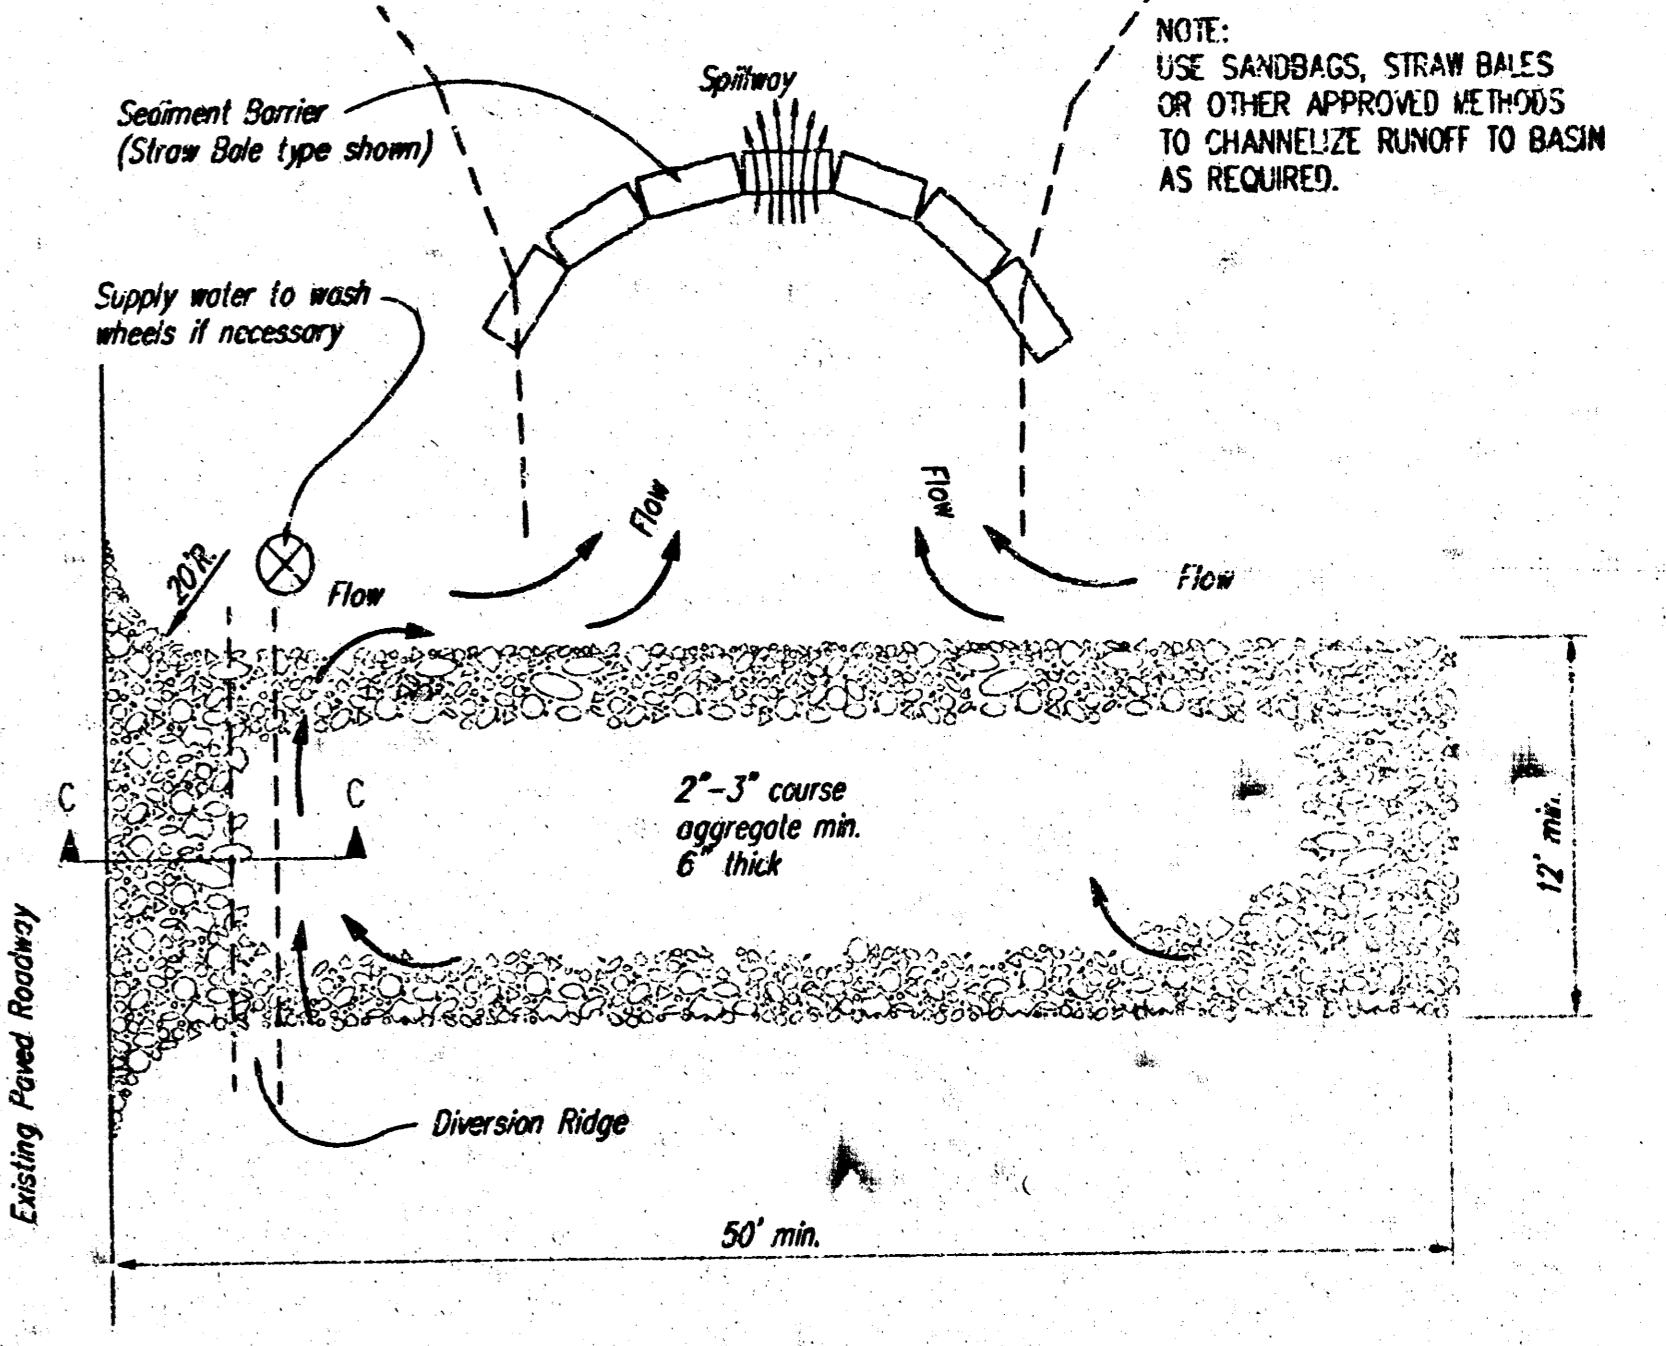 NOTE:
USE SANDBAGS, STRAW BALES
OR OTHER APPROVED METHODS
TO CHANNELIZE RUNOFF TO BASIN
AS REQUIRED.
Spillway
Sediment Barrier
(Straw Bale type shown)
Supply water to wash
wheels if necessary
Flow
Flow
20'R.
Flow
Flow
C
C
2"-3" course
aggregate min.
6" thick
12' min.
Existing Paved Roadway
Diversion Ridge
50' min.